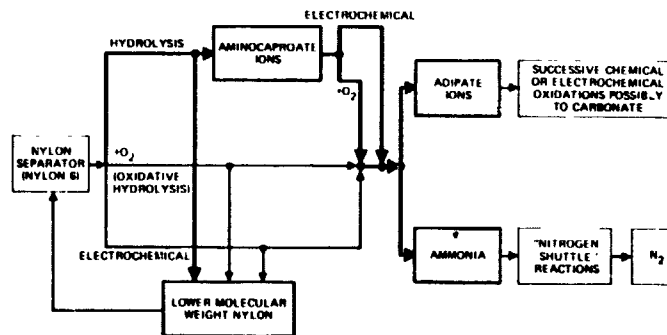 ELECTROCHEMICAL
HYDROLYSIS
AMINOCAPROATE
IONS
+O2
ADIPATE
IONS
SUCCESSIVE CHEMICAL
OR ELECTROCHEMICAL
OXIDATIONS POSSIBLY
TO CARBONATE
NYLON
SEPARATOR
(NYLON 6)
+O2
(OXIDATIVE
HYDROLYSIS)
ELECTROCHEMICAL
LOWER MOLECULAR
WEIGHT NYLON
AMMONIA
"NITROGEN
SHUTTLE"
REACTIONS
N2